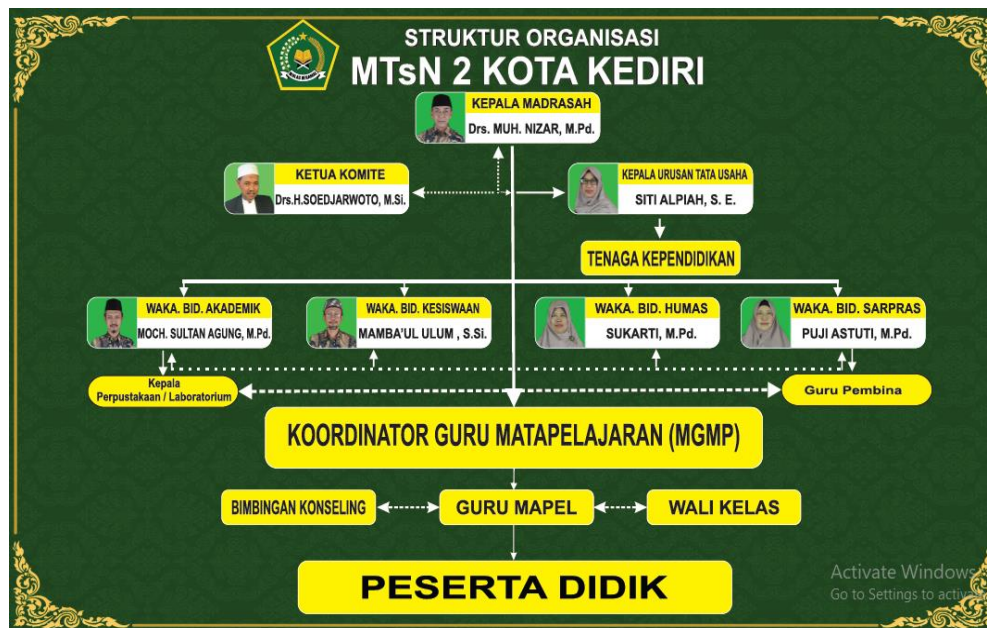 STRUKTUR ORGANISASI
MTsN 2 KOTA KEDIRI
KEPALA MADRASAH
Drs. MUH. NIZAR, M.Pd.
KETUA KOMITE
Drs.H.SOEDJARWOTO, M.Si.
KEPALA URUSAN TATA USAHA
SITI ALPIAH, S. E.
TENAGA KEPENDIDIKAN
WAKA. BID. AKADEMIK
MOCH. SULTAN AGUNG, M.Pd.
WAKA. BID. KESISWAAN
MAMBA'UL ULUM , S.Si.
WAKA. BID. HUMAS
SUKARTI, M.Pd.
WAKA. BID. SARPRAS
PUJI ASTUTI, M.Pd.
Kepala
Perpustakaan / Laboratorium
Guru Pembina
KOORDINATOR GURU MATAPELAJARAN (MGMP)
BIMBINGAN KONSELING
GURU MAPEL
WALI KELAS
PESERTA DIDIK
Activate Windows
Go to Settings to